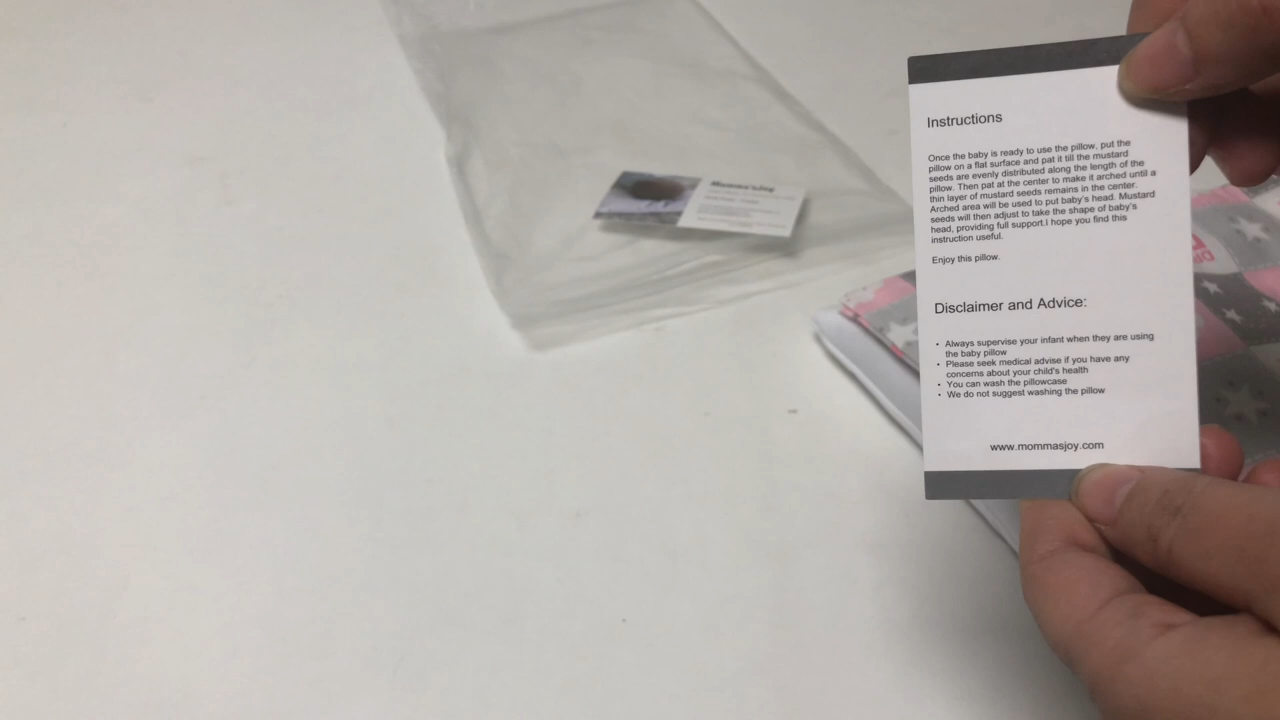 Momma'sJoy
Instructions
Once the baby is ready to use the pillow, put the
pillow on a flat surface and pat it till the mustard
seeds are evenly distributed along the length of the
pillow. Then pat at the center to make it arched until a
thin layer of mustard seeds remains in the center.
Arched area will be used to put baby's head. Mustard
seeds will then adjust to take the shape of baby's
head, providing full support.I hope you find this
instruction useful.
Enjoy this pillow.
Disclaimer and Advice:
• Always supervise your infant when they are using
the baby pillow
• Please seek medical advise if you have any
concerns about your child's health
• You can wash the pillowcase
• We do not suggest washing the pillow
www.mommasjoy.com